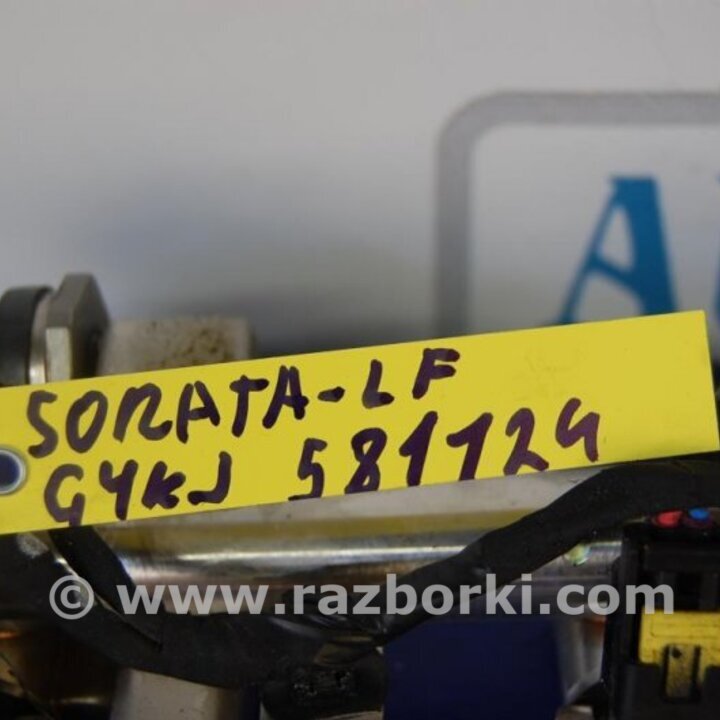 A
SORATA-LF
G4KJ 581124
© www.razborki.com